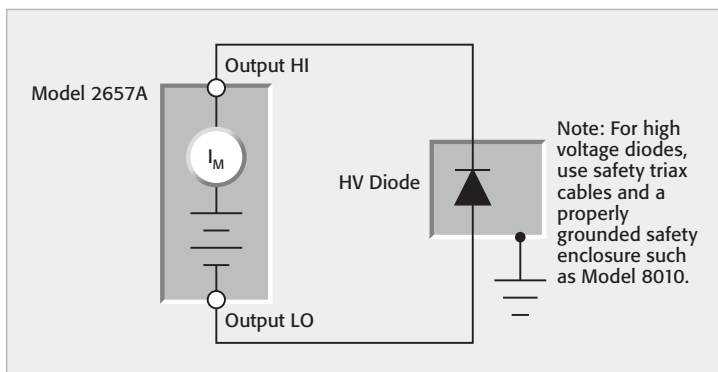 Output HI
Model 2657A
I_M
HV Diode
Note: For high
voltage diodes,
use safety triax
cables and a
properly
grounded safety
enclosure such
as Model 8010.
Output LO